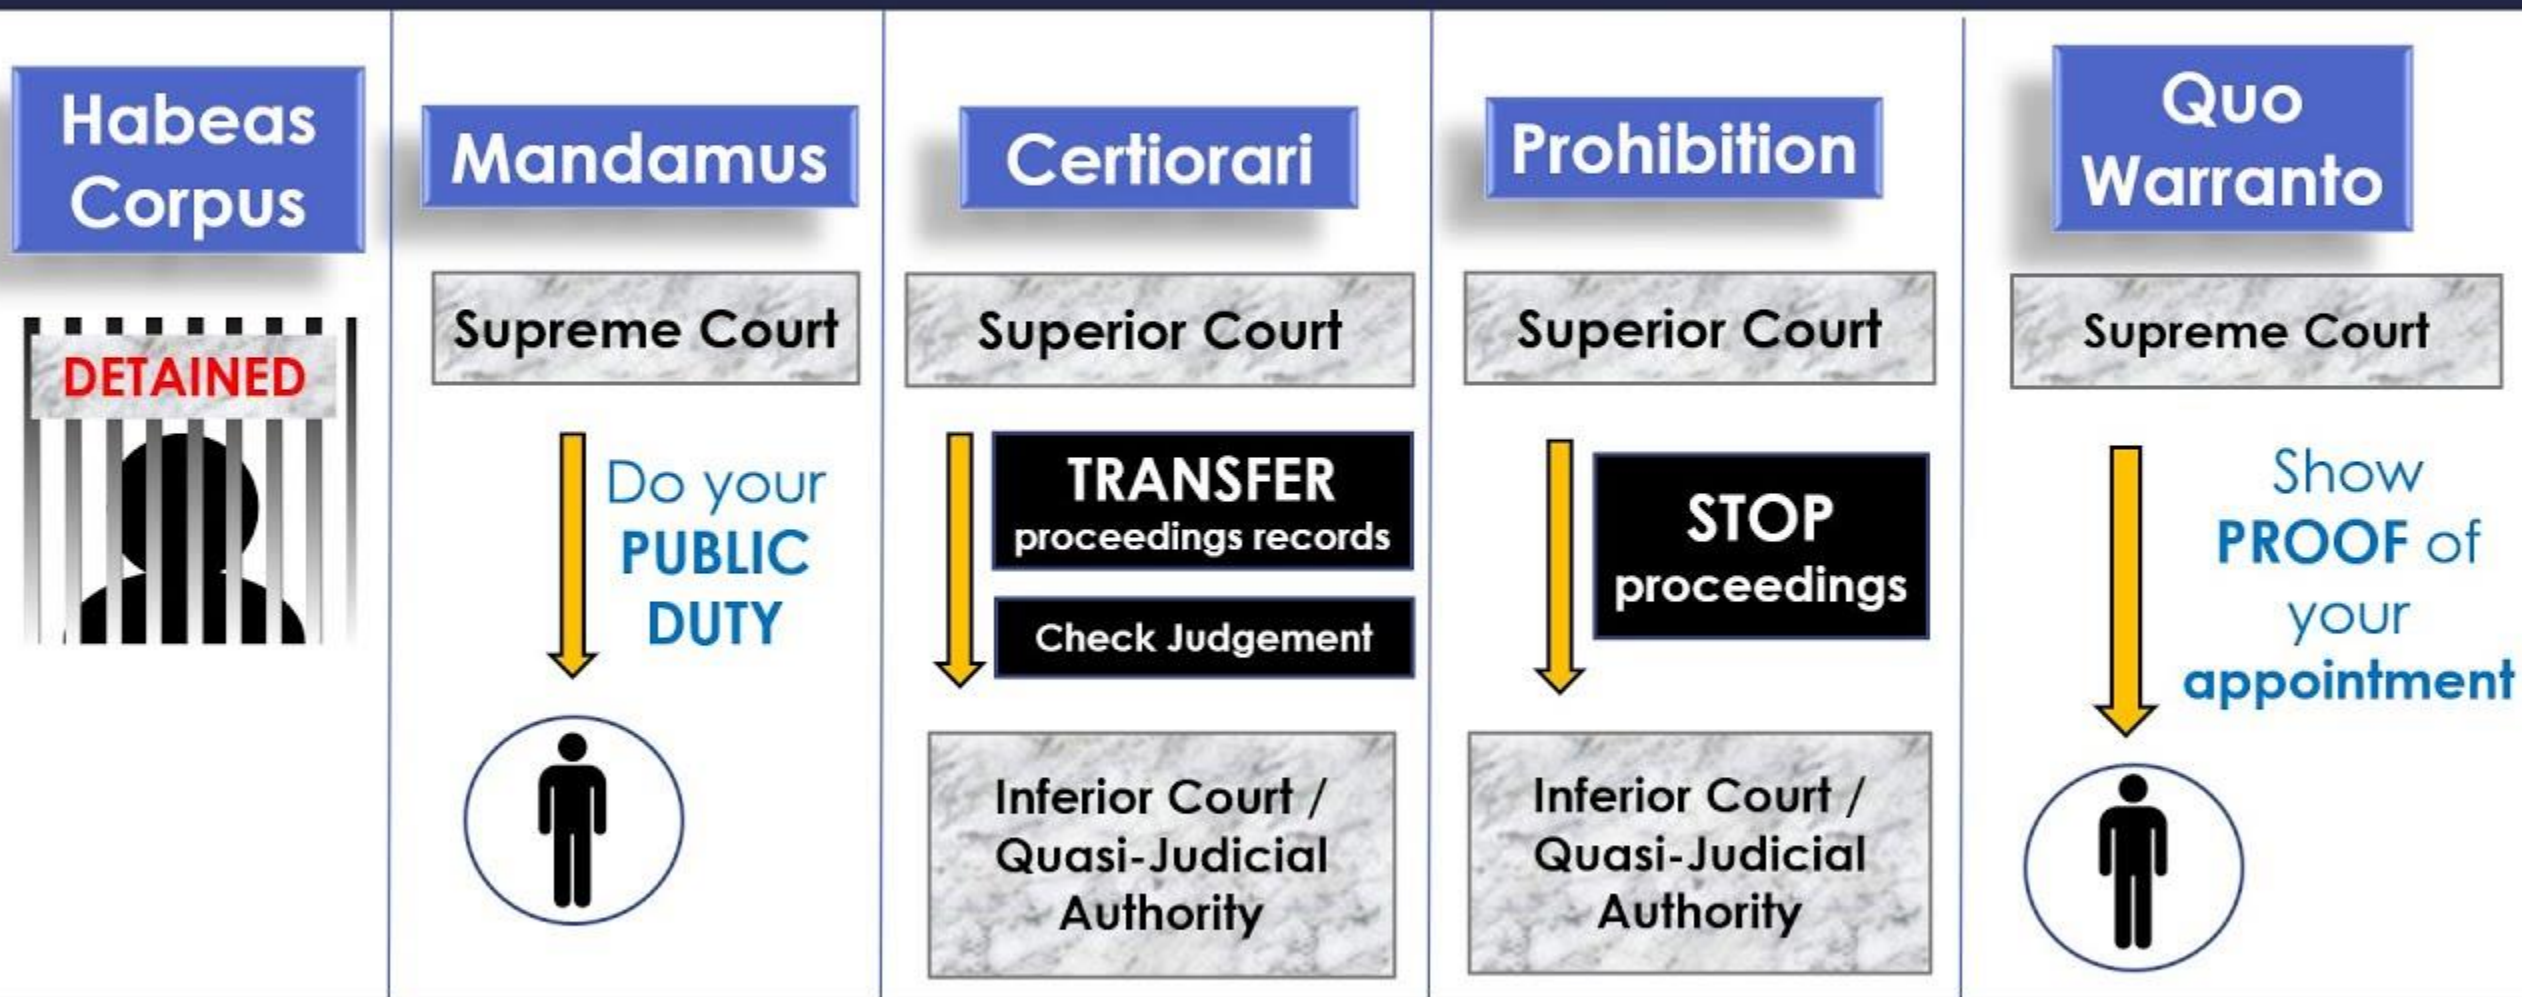 Habeas
Corpus
DETAINED
Mandamus
Supreme Court
Do your
PUBLIC
DUTY
Certiorari
Superior Court
TRANSFER
proceedings records
Check Judgement
Inferior Court /
Quasi-Judicial
Authority
Prohibition
Superior Court
STOP
proceedings
Inferior Court /
Quasi-Judicial
Authority
Quo
Warranto
Supreme Court
Show
PROOF of
your
appointment